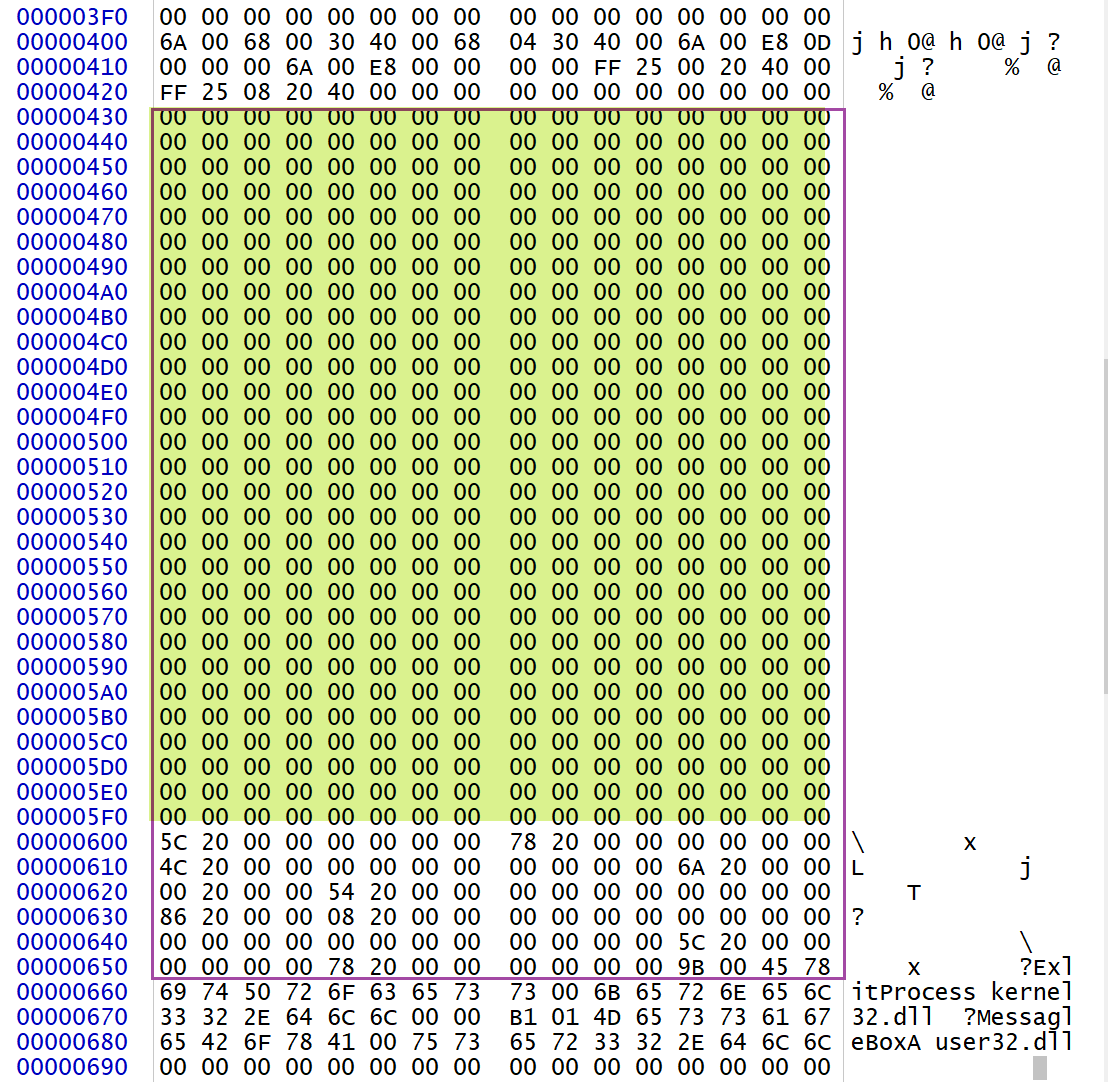 000003F0 00 00 00 00 00 00 00 00 00 00 00 00 00 00 00 00
00000400 6A 00 68 00 30 40 00 68 04 30 40 00 6A 00 E8 0D j h 0@ h 0@ j ?
00000410 00 00 00 6A 00 E8 00 00 00 00 FF 25 00 20 40 00 j ? % @
00000420 FF 25 08 20 40 00 00 00 00 00 00 00 00 00 00 00 % @
00000430 00 00 00 00 00 00 00 00 00 00 00 00 00 00 00 00
00000440 00 00 00 00 00 00 00 00 00 00 00 00 00 00 00 00
00000450 00 00 00 00 00 00 00 00 00 00 00 00 00 00 00 00
00000460 00 00 00 00 00 00 00 00 00 00 00 00 00 00 00 00
00000470 00 00 00 00 00 00 00 00 00 00 00 00 00 00 00 00
00000480 00 00 00 00 00 00 00 00 00 00 00 00 00 00 00 00
00000490 00 00 00 00 00 00 00 00 00 00 00 00 00 00 00 00
000004A0 00 00 00 00 00 00 00 00 00 00 00 00 00 00 00 00
000004B0 00 00 00 00 00 00 00 00 00 00 00 00 00 00 00 00
000004C0 00 00 00 00 00 00 00 00 00 00 00 00 00 00 00 00
000004D0 00 00 00 00 00 00 00 00 00 00 00 00 00 00 00 00
000004E0 00 00 00 00 00 00 00 00 00 00 00 00 00 00 00 00
000004F0 00 00 00 00 00 00 00 00 00 00 00 00 00 00 00 00
00000500 00 00 00 00 00 00 00 00 00 00 00 00 00 00 00 00
00000510 00 00 00 00 00 00 00 00 00 00 00 00 00 00 00 00
00000520 00 00 00 00 00 00 00 00 00 00 00 00 00 00 00 00
00000530 00 00 00 00 00 00 00 00 00 00 00 00 00 00 00 00
00000540 00 00 00 00 00 00 00 00 00 00 00 00 00 00 00 00
00000550 00 00 00 00 00 00 00 00 00 00 00 00 00 00 00 00
00000560 00 00 00 00 00 00 00 00 00 00 00 00 00 00 00 00
00000570 00 00 00 00 00 00 00 00 00 00 00 00 00 00 00 00
00000580 00 00 00 00 00 00 00 00 00 00 00 00 00 00 00 00
00000590 00 00 00 00 00 00 00 00 00 00 00 00 00 00 00 00
000005A0 00 00 00 00 00 00 00 00 00 00 00 00 00 00 00 00
000005B0 00 00 00 00 00 00 00 00 00 00 00 00 00 00 00 00
000005C0 00 00 00 00 00 00 00 00 00 00 00 00 00 00 00 00
000005D0 00 00 00 00 00 00 00 00 00 00 00 00 00 00 00 00
000005E0 00 00 00 00 00 00 00 00 00 00 00 00 00 00 00 00
000005F0 00 00 00 00 00 00 00 00 00 00 00 00 00 00 00 00
00000600 5C 20 00 00 00 00 00 00 78 20 00 00 00 00 00 00 \ x
00000610 4C 20 00 00 00 00 00 00 00 00 00 00 6A 20 00 00 L j
00000620 00 20 00 00 54 20 00 00 00 00 00 00 00 00 00 00 T
00000630 86 20 00 00 08 20 00 00 00 00 00 00 00 00 00 00 ?
00000640 00 00 00 00 00 00 00 00 00 00 00 00 5C 20 00 00 \
00000650 00 00 00 00 78 20 00 00 00 00 00 00 9B 00 45 78 x ?Ex]
00000660 69 74 50 72 6F 63 65 73 73 00 6B 65 72 6E 65 6C itProcess kernel
00000670 33 32 2E 64 6C 6C 00 00 B1 01 4D 65 73 73 61 67 32.dll ?Messag]
00000680 65 42 6F 78 41 00 75 73 65 72 33 32 2E 64 6C 6C eBoxA user32.dll
00000690 00 00 00 00 00 00 00 00 00 00 00 00 00 00 00 00